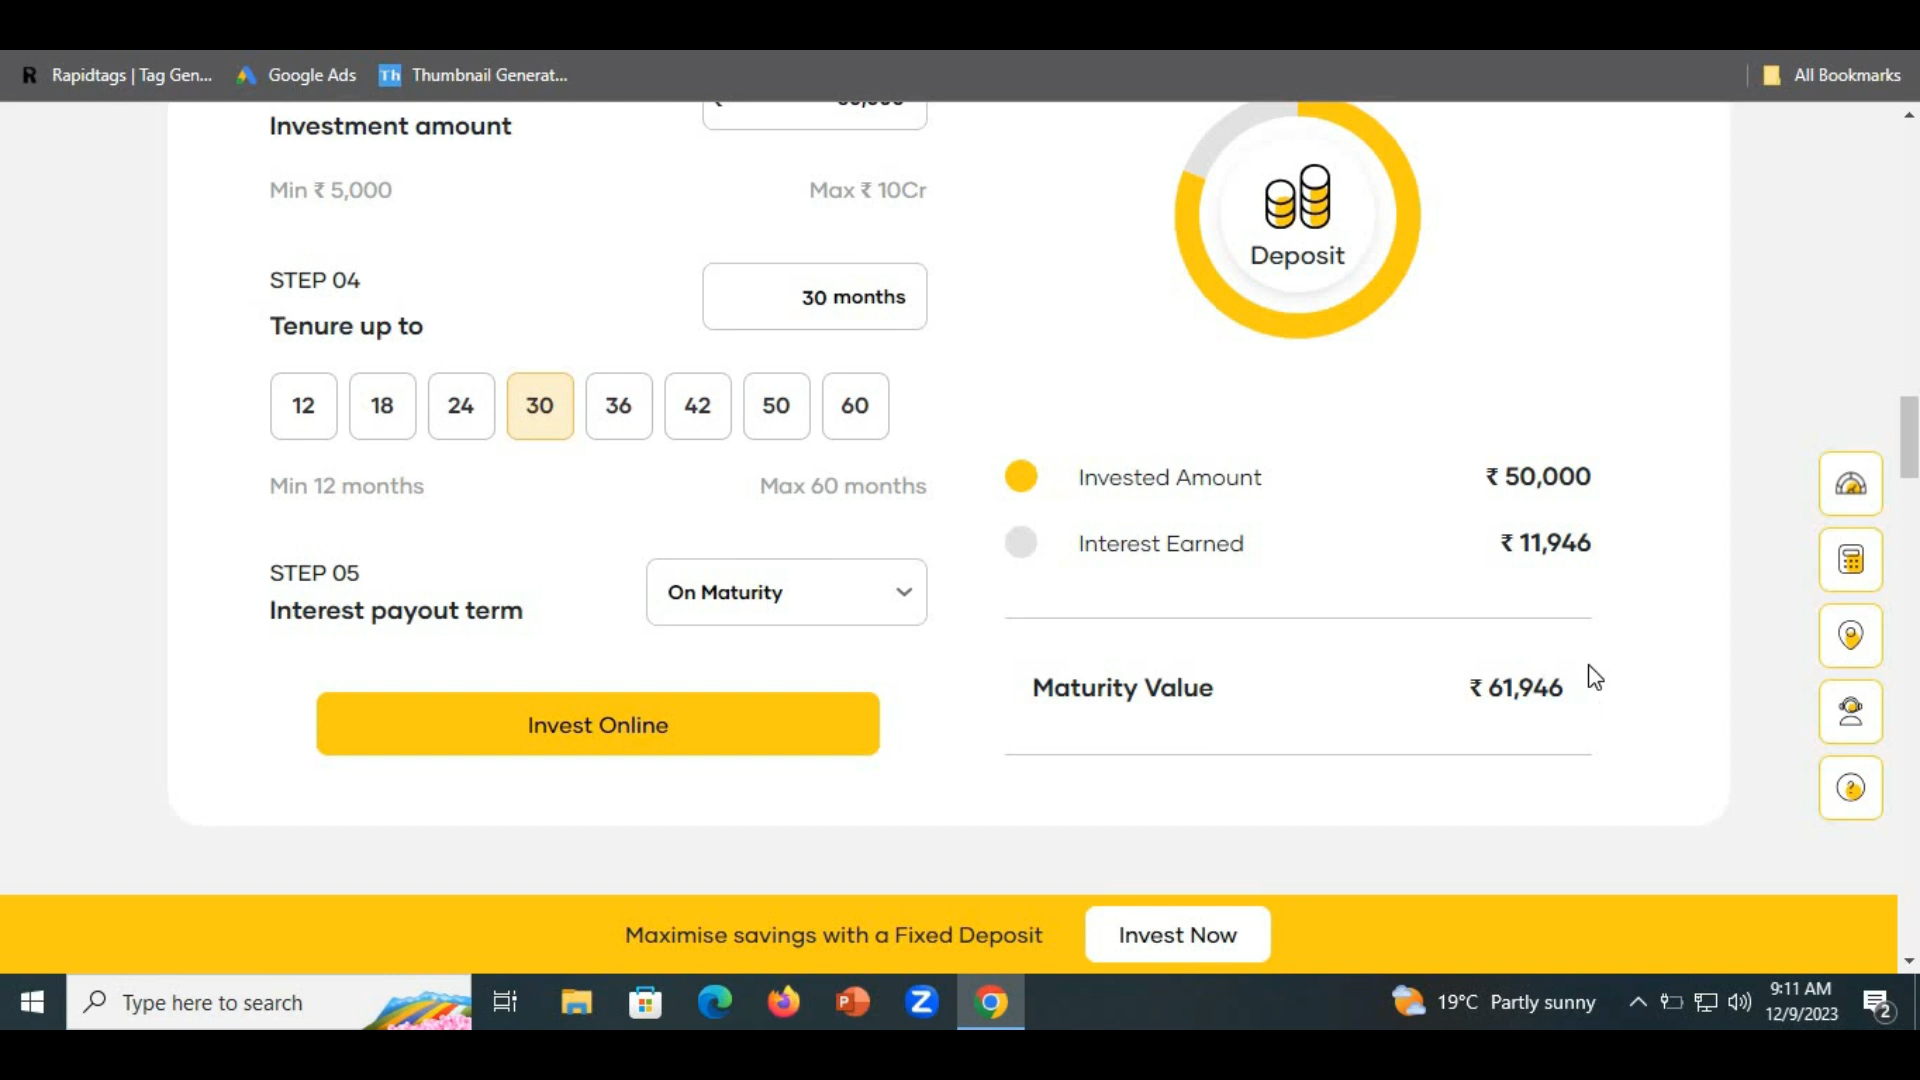 R Rapidtags | Tag Gen... Google Ads Th Thumbnail Generat... All Bookmarks
Investment amount
Min ₹ 5,000 Max ₹ 10Cr
STEP 04
30 months
Tenure up to
12 18 24 30 36 42 50 60
Min 12 months Max 60 months
STEP 05
On Maturity
Interest payout term
Invest Online
Deposit
Invested Amount ₹ 50,000
Interest Earned ₹ 11,946
Maturity Value ₹ 61,946
Maximise savings with a Fixed Deposit Invest Now
Type here to search
19°C Partly sunny
9:11 AM
12/9/2023
2